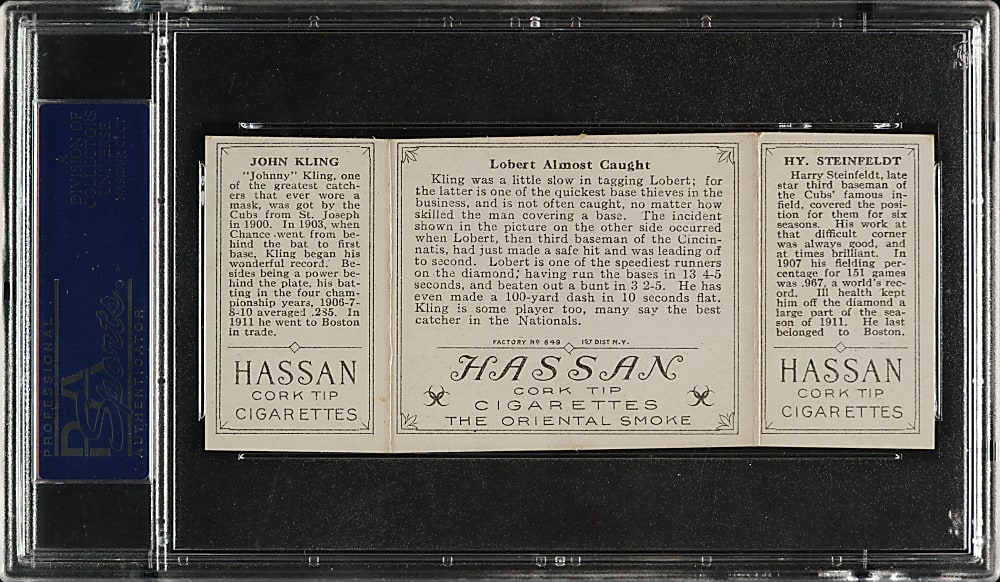 A
DIVISION OF
COLLECTORS
UNIVERSE
NASDAQ: CLCT
PROFESSIONAL
PSA
Sports
AUTHENTICATOR
JOHN KLING
"Johnny" Kling, one
of the greatest catch-
ers that ever wore a
mask, was got by the
Cubs from St. Joseph
in 1900. In 1903, when
Chance went from be-
hind the bat to first
base, Kling began his
wonderful record. Be-
sides being a power be-
hind the plate, his bat-
ting in the four cham-
pionship years, 1906-7-
8-10 averaged .285. In
1911 he went to Boston
in trade.
HASSAN
CORK TIP
CIGARETTES
Lobert Almost Caught
Kling was a little slow in tagging Lobert; for
the latter is one of the quickest base thieves in the
business, and is not often caught, no matter how
skilled the man covering a base. The incident
shown in the picture on the other side occurred
when Lobert, then third baseman of the Cincin-
natis, had just made a safe hit and was leading off
to second. Lobert is one of the speediest runners
on the diamond, having run the bases in 13 4-5
seconds, and beaten out a bunt in 3 2-5. He has
even made a 100-yard dash in 10 seconds flat.
Kling is some player too, many say the best
catcher in the Nationals.
FACTORY Nº 649 1ST DIST N.Y.
HASSAN
CORK TIP
CIGARETTES
THE ORIENTAL SMOKE
HY. STEINFELDT
Harry Steinfeldt, late
star third baseman of
the Cubs' famous in-
field, covered the posi-
tion for them for six
seasons. His work at
that difficult corner
was always good, and
at times brilliant. In
1907 his fielding per-
centage for 151 games
was .967, a world's rec-
ord. Ill health kept
him off the diamond a
large part of the sea-
son of 1911. He last
belonged to Boston.
HASSAN
CORK TIP
CIGARETTES